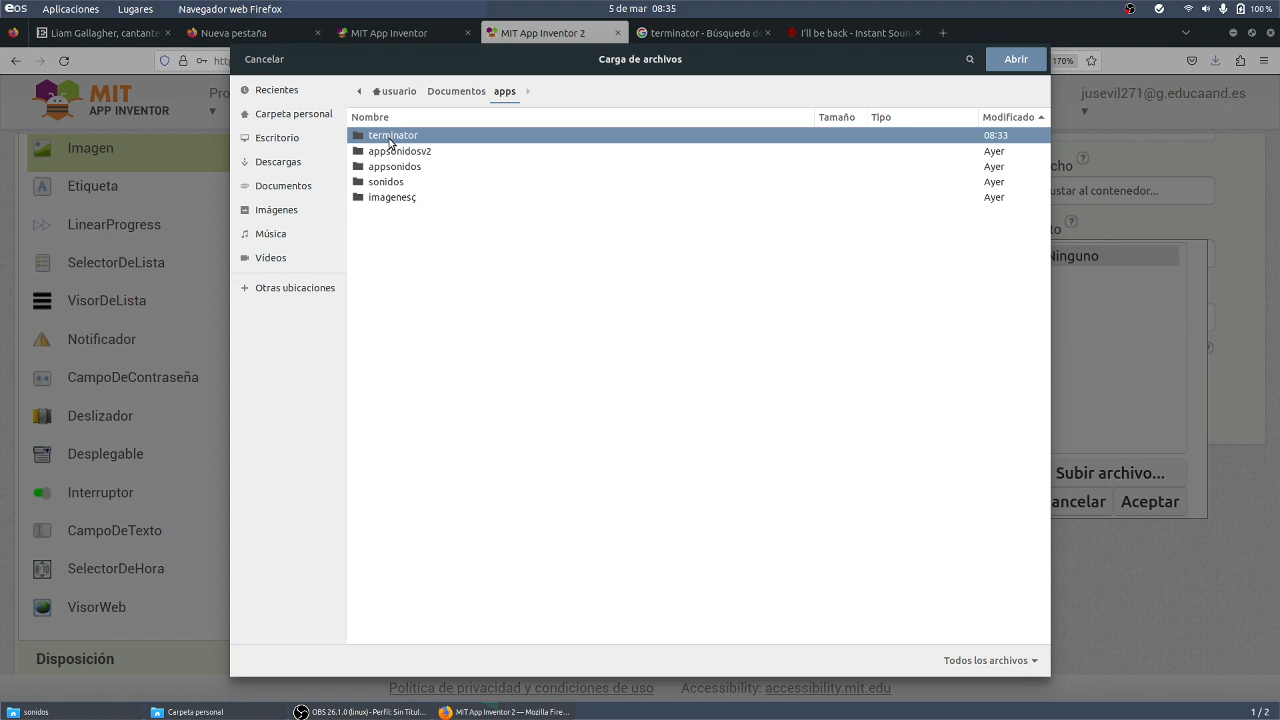 eos Aplicaciones Lugares Navegador web Firefox 5 de mar 08:35 100 %
Liam Gallagher, cantante × Nueva pestaña × MIT App Inventor × MIT App Inventor 2 × terminator - Búsqueda de × I'll be back - Instant Soun × +
http 170%
Cancelar Carga de archivos Abrir
MIT
APP INVENTOR
jusevil271@g.educaand.es
usuario Documentos apps
Recientes
Carpeta personal
Escritorio
Descargas
Documentos
Imágenes
Música
Vídeos
+ Otras ubicaciones
Nombre Tamaño Tipo Modificado
terminator 08:33
appsonidosv2 Ayer
appsonidos Ayer
sonidos Ayer
imagenesç Ayer
Todos los archivos
Imagen
Etiqueta
LinearProgress
SelectorDeLista
VisorDeLista
Notificador
CampoDeContraseña
Deslizador
Desplegable
Interruptor
CampoDeTexto
SelectorDeHora
VisorWeb
Disposición
cho ?
ustar al contenedor...
to ?
Ninguno
Subir archivo...
ancelar Aceptar
Política de privacidad y condiciones de uso Accessibility: accessibility.mit.edu
sonidos Carpeta personal OBS 26.1.0 (linux) - Perfil: Sin Títul... MIT App Inventor 2 — Mozilla Fire... 1 / 2